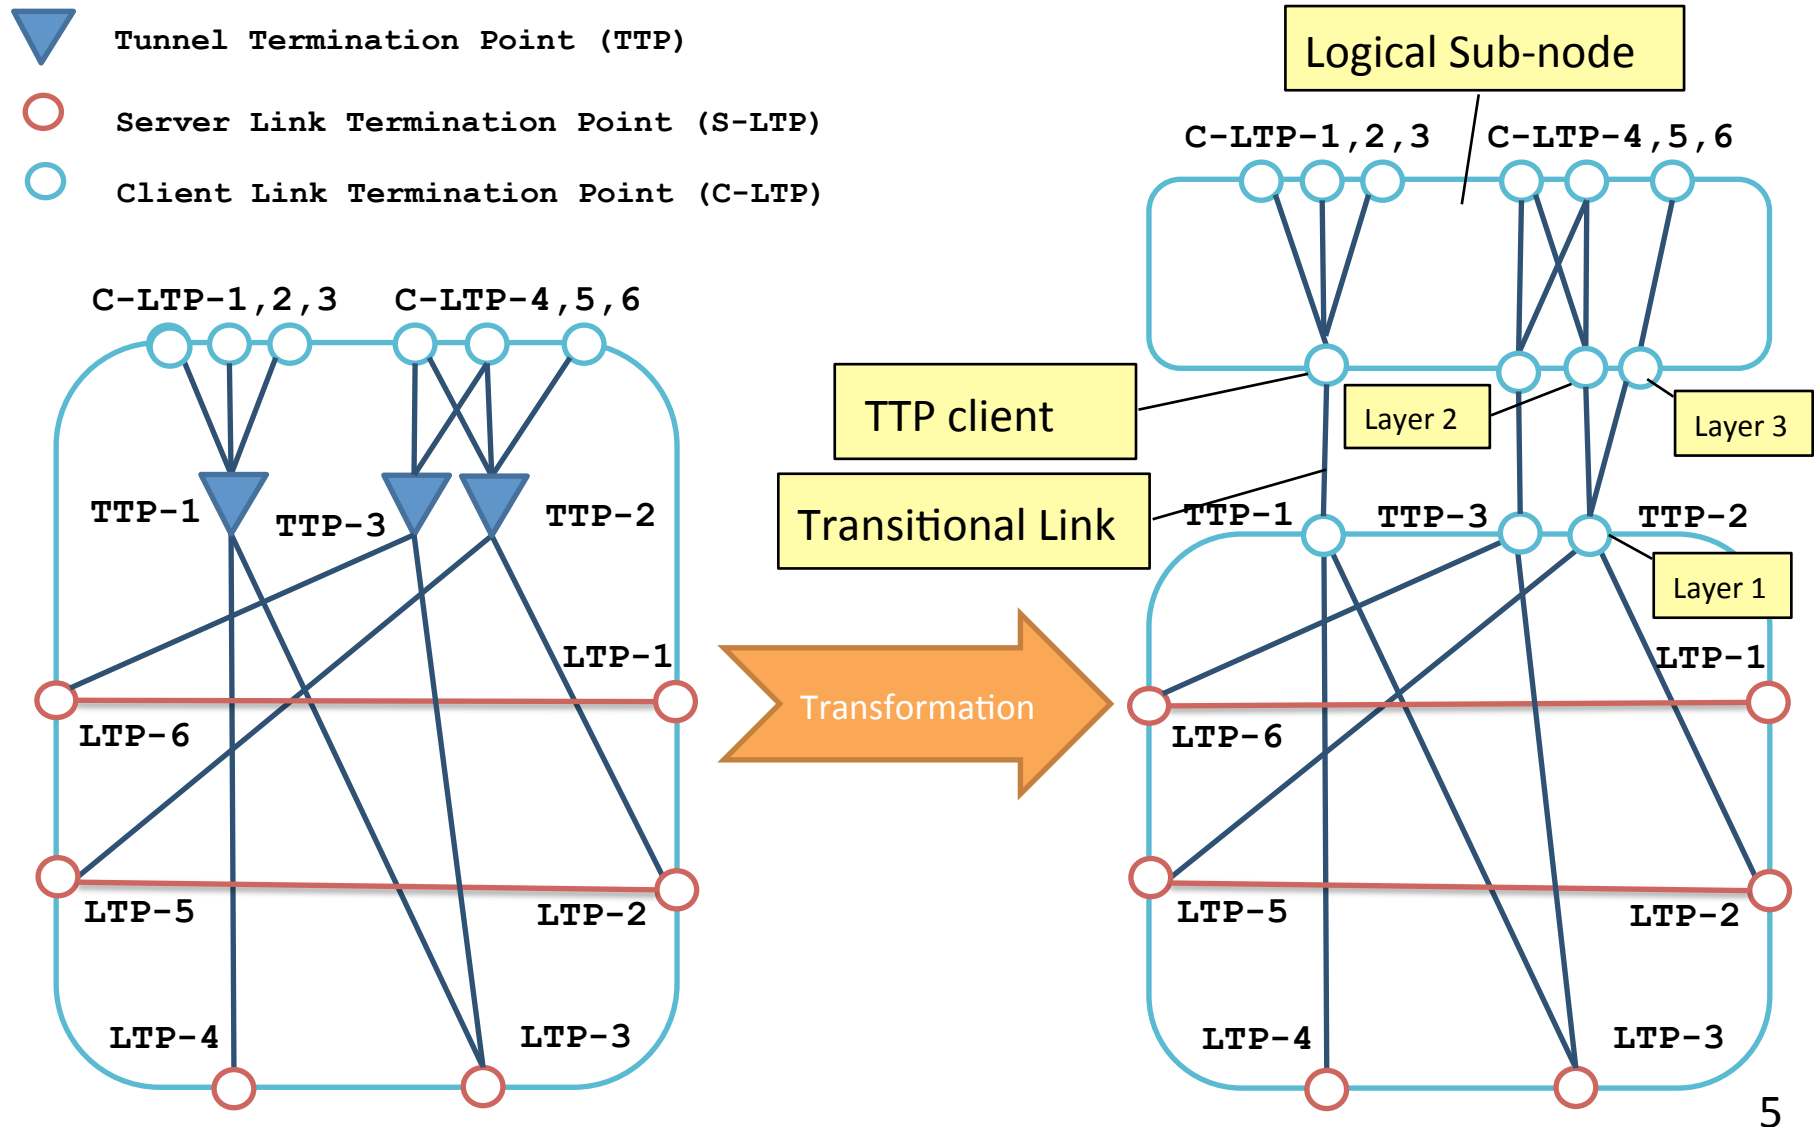 Tunnel Termination Point (TTP)
Server Link Termination Point (S-LTP)
Client Link Termination Point (C-LTP)
C-LTP-1,2,3
C-LTP-4,5,6
TTP-1
TTP-3
TTP-2
LTP-1
LTP-6
LTP-5
LTP-2
LTP-4
LTP-3
Transformation
Logical Sub-node
C-LTP-1,2,3
C-LTP-4,5,6
TTP client
Layer 2
Layer 3
Transitional Link
TTP-1
TTP-3
TTP-2
Layer 1
LTP-1
LTP-6
LTP-5
LTP-2
LTP-4
LTP-3
5